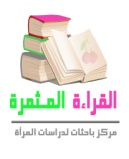 القراءة المثمرة
مركز باحثات لدراسات المرأة